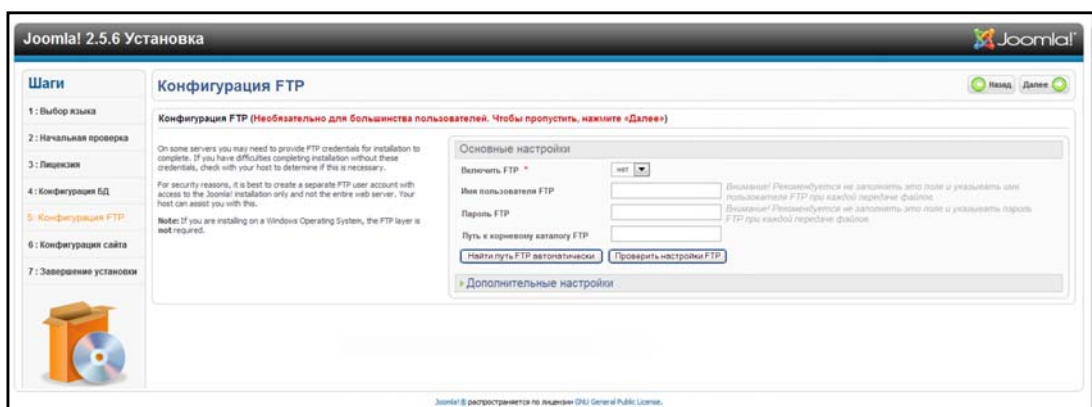 Joomla! 2.5.6 Установка
Joomla!
Шаги
1 : Выбор языка
2 : Начальная проверка
3 : Лицензия
4 : Конфигурация БД
5 : Конфигурация FTP
6 : Конфигурация сайта
7 : Завершение установки
Конфигурация FTP
Назад
Далее
Конфигурация FTP (Необязательно для большинства пользователей. Чтобы пропустить, нажмите «Далее»)
On some servers you may need to provide FTP credentials for installation to
complete. If you have difficulties completing installation without these
credentials, check with your host to determine if this is necessary.
For security reasons, it is best to create a separate FTP user account with
access to the Joomla! installation only and not the entire web server. Your
host can assist you with this.
Note: If you are installing on a Windows Operating System, the FTP layer is
not required.
Основные настройки
Включить FTP *
нет
Имя пользователя FTP
Внимание! Рекомендуется не заполнять это поле и указывать имя
пользователя FTP при каждой передаче файлов.
Пароль FTP
Внимание! Рекомендуется не заполнять это поле и указывать пароль
FTP при каждой передаче файлов.
Путь к корневому каталогу FTP
Найти путь FTP автоматически
Проверить настройки FTP
Дополнительные настройки
Joomla! ® распространяется по лицензии GNU General Public License.